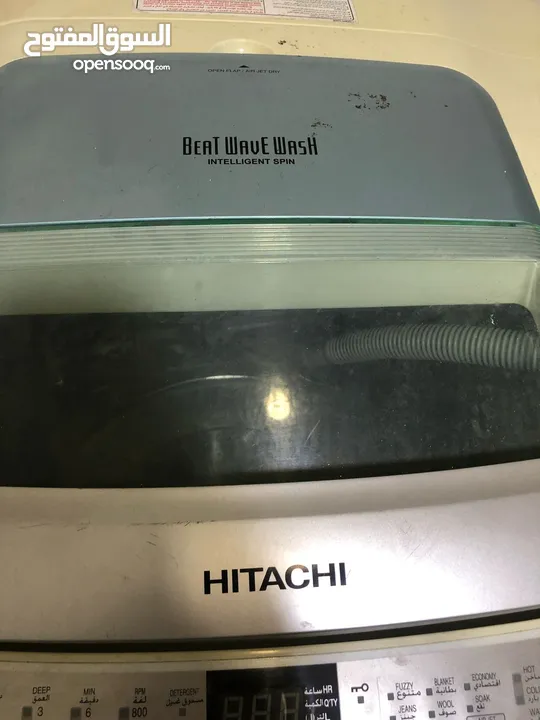 السوق المفتوح
opensooq.com
OPEN FLAP / AIR JET DRY
BEAT WAVE WASH
INTELLIGENT SPIN
HITACHI
DEEP
العمق
3
MIN
دقيقة
6
RPM
لفة
800
DETERGENT
مسحوق غسيل
ساعة HR
الكمية Q'TY
FUZZY
متنوع
JEANS
جينز
BLANKET
بطانية
WOOL
صوف
ECONOMY
اقتصادي
SOAK
نقع
HOT